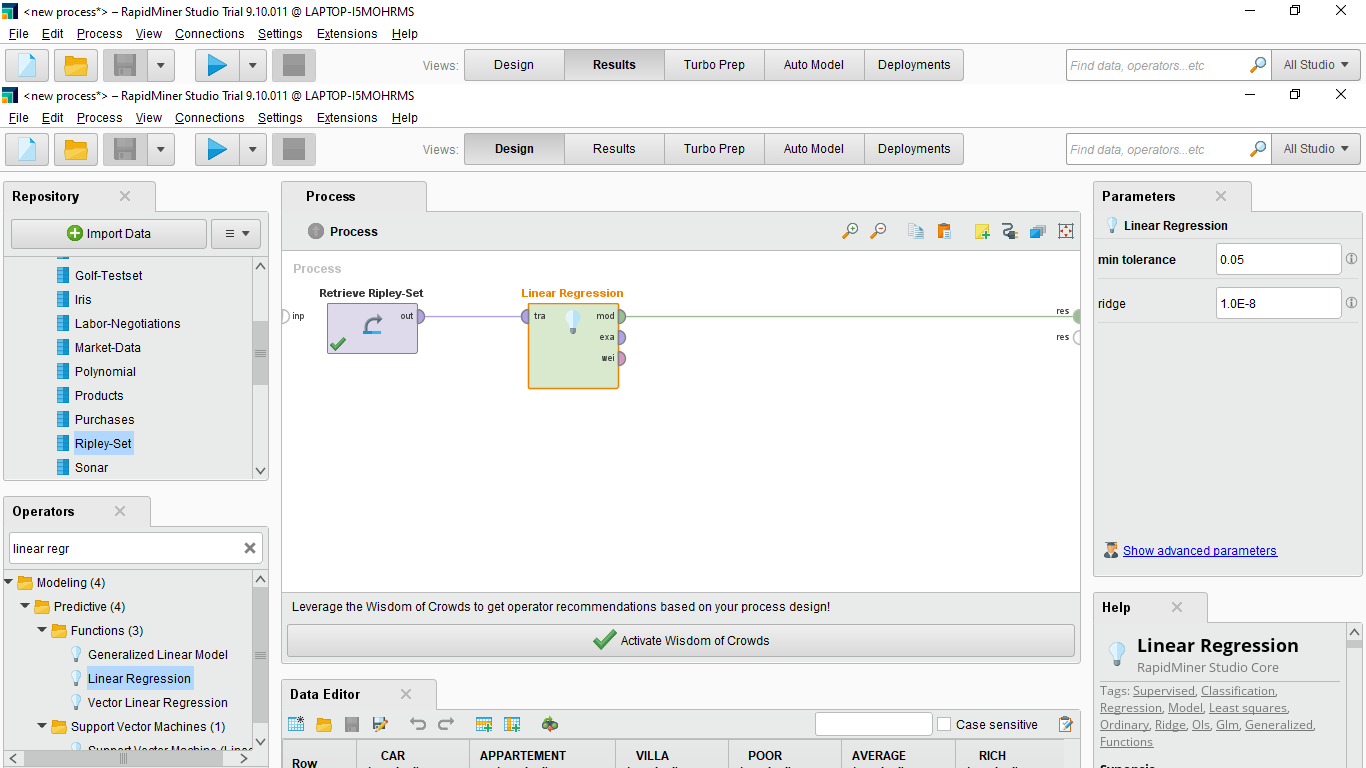 <new process*> – RapidMiner Studio Trial 9.10.011 @ LAPTOP-I5MOHRMS
File Edit Process View Connections Settings Extensions Help
Views: Design Results Turbo Prep Auto Model Deployments Find data, operators...etc All Studio
<new process*> – RapidMiner Studio Trial 9.10.011 @ LAPTOP-I5MOHRMS
File Edit Process View Connections Settings Extensions Help
Views: Design Results Turbo Prep Auto Model Deployments Find data, operators...etc All Studio
Repository
Import Data
Golf-Testset
Iris
Labor-Negotiations
Market-Data
Polynomial
Products
Purchases
Ripley-Set
Sonar
Operators
linear regr
Modeling (4)
Predictive (4)
Functions (3)
Generalized Linear Model
Linear Regression
Vector Linear Regression
Support Vector Machines (1)
Support Vector Machine (Linea
Process
Process
Process
Retrieve Ripley-Set
Linear Regression
inp
out
tra
mod
exa
wei
res
res
Leverage the Wisdom of Crowds to get operator recommendations based on your process design!
Activate Wisdom of Crowds
Data Editor
Case sensitive
Row CAR APPARTEMENT VILLA POOR AVERAGE RICH
Parameters
Linear Regression
min tolerance 0.05
ridge 1.0E-8
Show advanced parameters
Help
Linear Regression
RapidMiner Studio Core
Tags: Supervised, Classification,
Regression, Model, Least squares,
Ordinary, Ridge, Ols, Glm, Generalized,
Functions
Synopsis